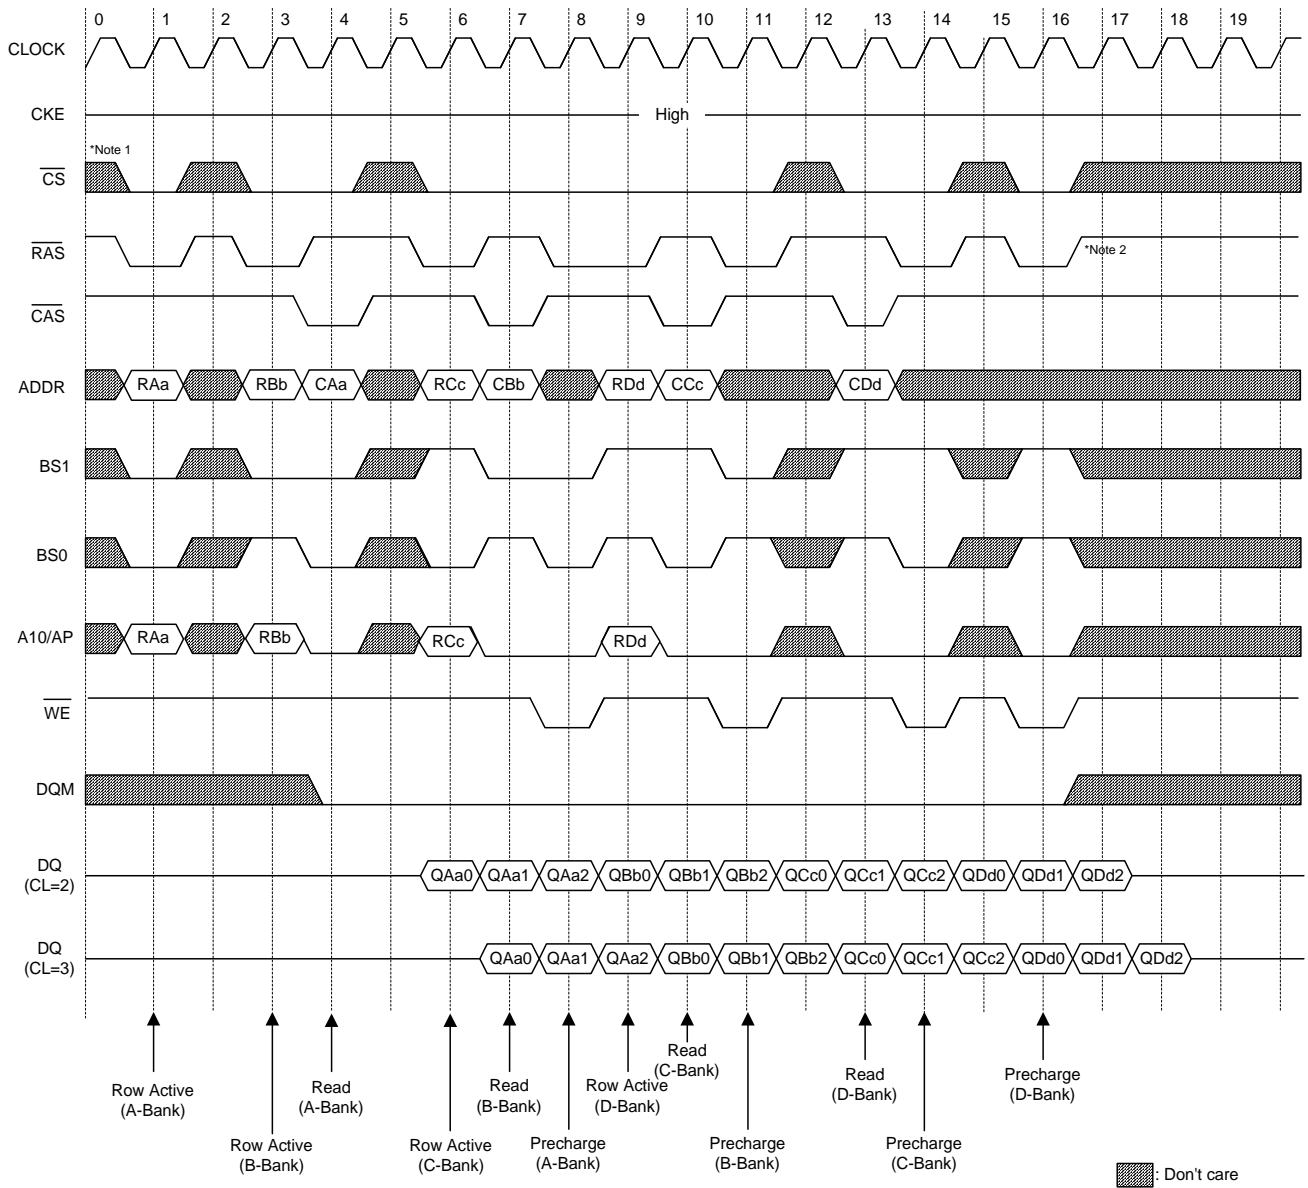 0 1 2 3 4 5 6 7 8 9 10 11 12 13 14 15 16 17 18 19
CLOCK
CKE High
*Note 1
CS
RAS *Note 2
CAS
ADDR RAa RBb CAa RCc CBb RDd CCc CDd
BS1
BS0
A10/AP RAa RBb RCc RDd
WE
DQM
DQ
(CL=2) QAa0 QAa1 QAa2 QBb0 QBb1 QBb2 QCc0 QCc1 QCc2 QDd0 QDd1 QDd2
DQ
(CL=3) QAa0 QAa1 QAa2 QBb0 QBb1 QBb2 QCc0 QCc1 QCc2 QDd0 QDd1 QDd2
Row Active
(A-Bank)
Row Active
(B-Bank)
Read
(A-Bank)
Row Active
(C-Bank)
Read
(B-Bank)
Precharge
(A-Bank)
Row Active
(D-Bank)
Read
(C-Bank)
Precharge
(B-Bank)
Read
(D-Bank)
Precharge
(C-Bank)
Precharge
(D-Bank)
: Don't care